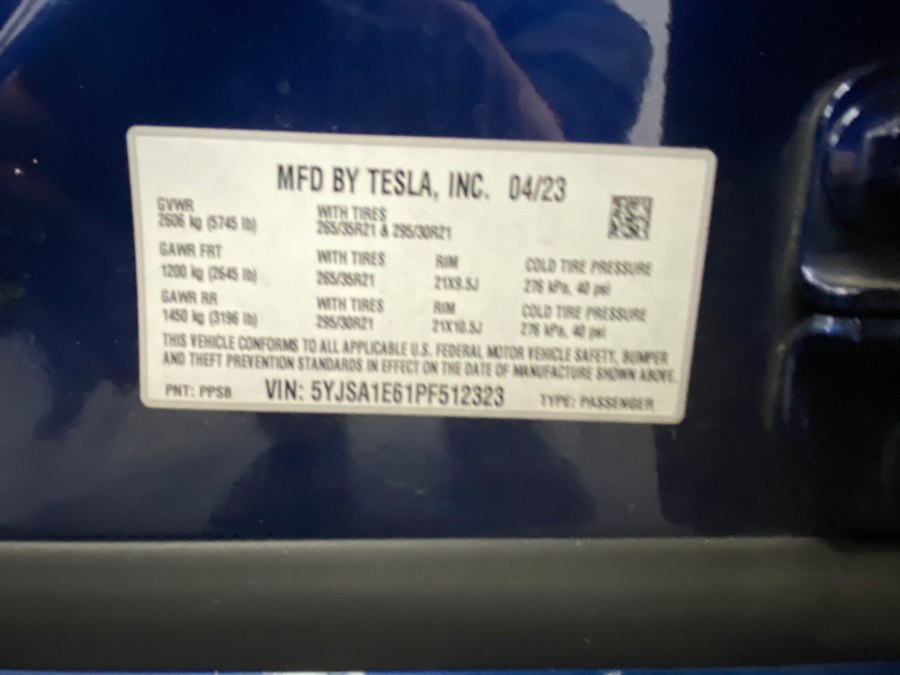 MFD BY TESLA, INC. 04/23
GVWR
2606 kg (5745 lb)
WITH TIRES
265/35R21 & 295/30R21
GAWR FRT
1200 kg (2645 lb)
WITH TIRES
265/35R21
RIM
21X9.5J
COLD TIRE PRESSURE
276 kPa, 40 psi
GAWR RR
1450 kg (3196 lb)
WITH TIRES
295/30R21
RIM
21X10.5J
COLD TIRE PRESSURE
276 kPa, 40 psi
THIS VEHICLE CONFORMS TO ALL APPLICABLE U.S. FEDERAL MOTOR VEHICLE SAFETY, BUMPER
AND THEFT PREVENTION STANDARDS IN EFFECT ON THE DATE OF MANUFACTURE SHOWN ABOVE.
PNT: PPSB VIN: 5YJSA1E61PF512323 TYPE: PASSENGER